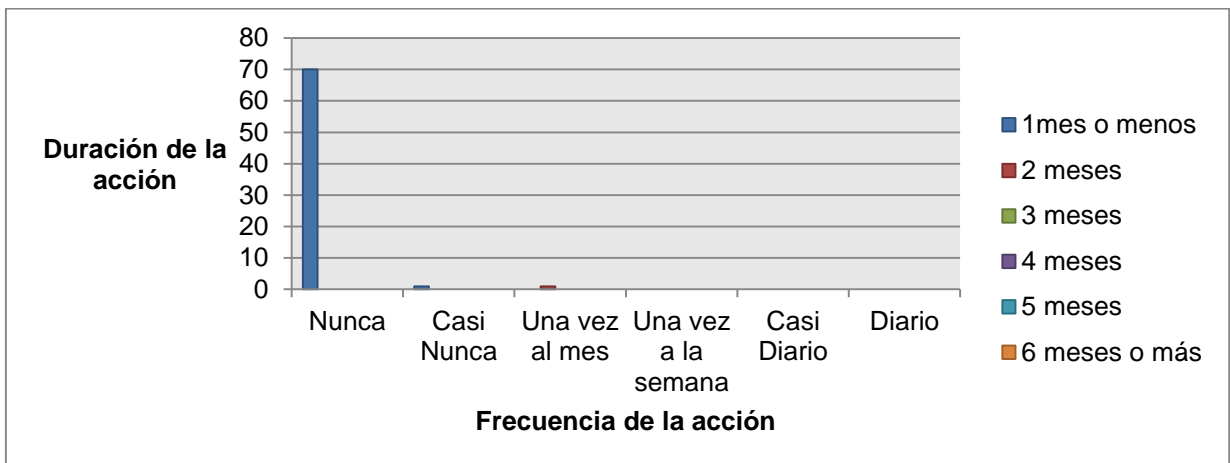 80
70
60
50
40
30
20
10
0
Duración de la
acción
Nunca
Casi
Nunca
Una vez
al mes
Una vez
a la
semana
Casi
Diario
Diario
Frecuencia de la acción
1mes o menos
2 meses
3 meses
4 meses
5 meses
6 meses o más